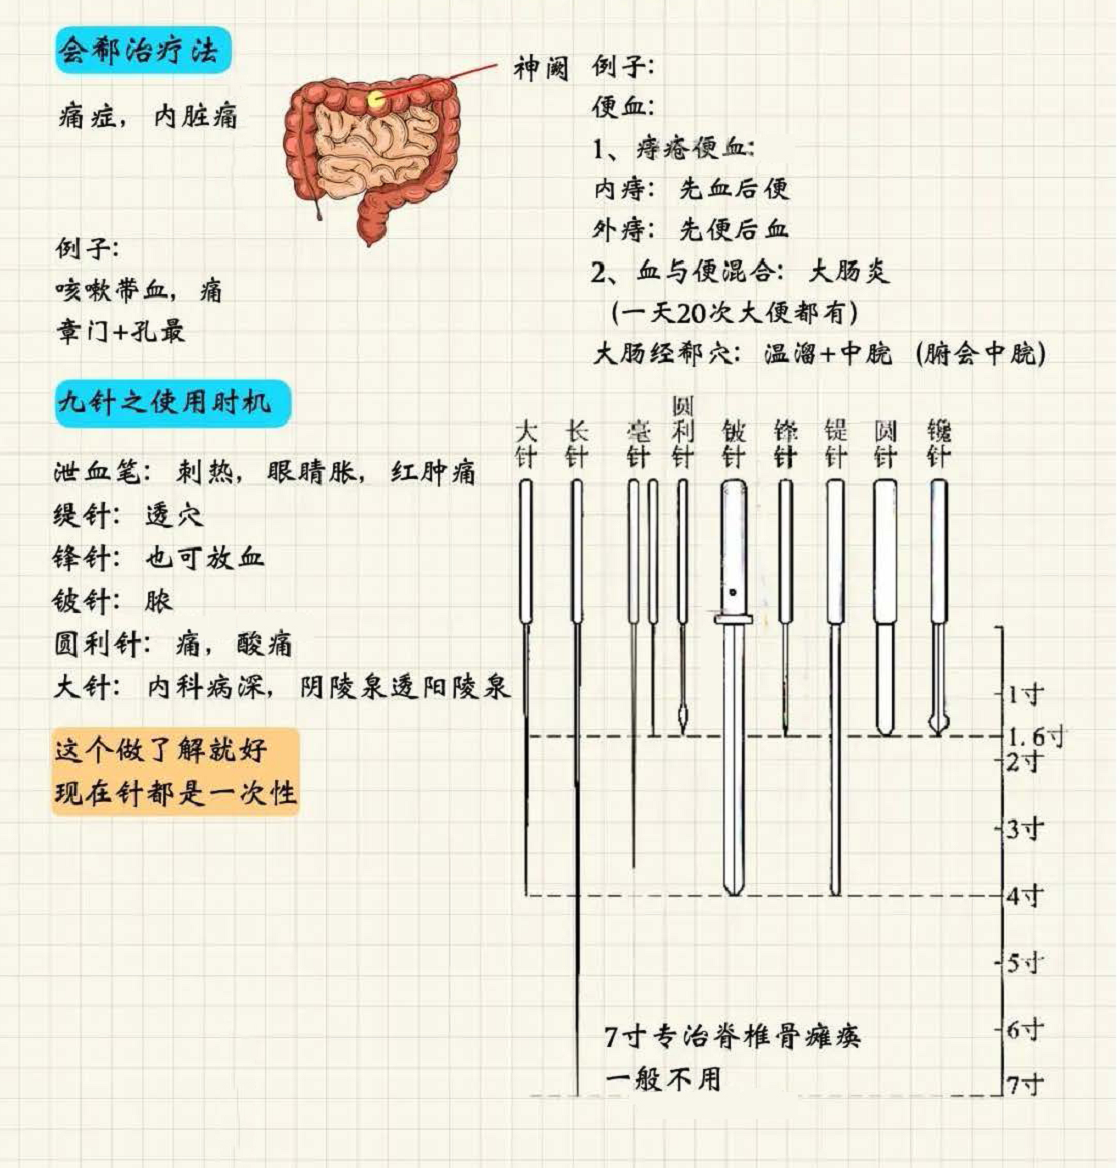 会郗治疗法
痛症, 内脏痛
神阙
例子:
咳嗽带血, 痛
章门+孔最
例子:
便血:
1、痔疮便血:
内痔: 先血后便
外痔: 先便后血
2、血与便混合: 大肠炎
(一天20次大便都有)
大肠经郗穴: 温溜+中脘 (腑会中脘)
九针之使用时机
泄血笔: 刺热, 眼睛胀, 红肿痛
缇针: 透穴
锋针: 也可放血
铍针: 脓
圆利针: 痛, 酸痛
大针: 内科病深, 阴陵泉透阳陵泉
这个做了解就好
现在针都是一次性
大针
长针
毫针
圆利针
铍针
锋针
鍉针
圆针
镵针
1寸
1.6寸
2寸
3寸
4寸
5寸
6寸
7寸
7寸专治脊椎骨瘫痪
一般不用